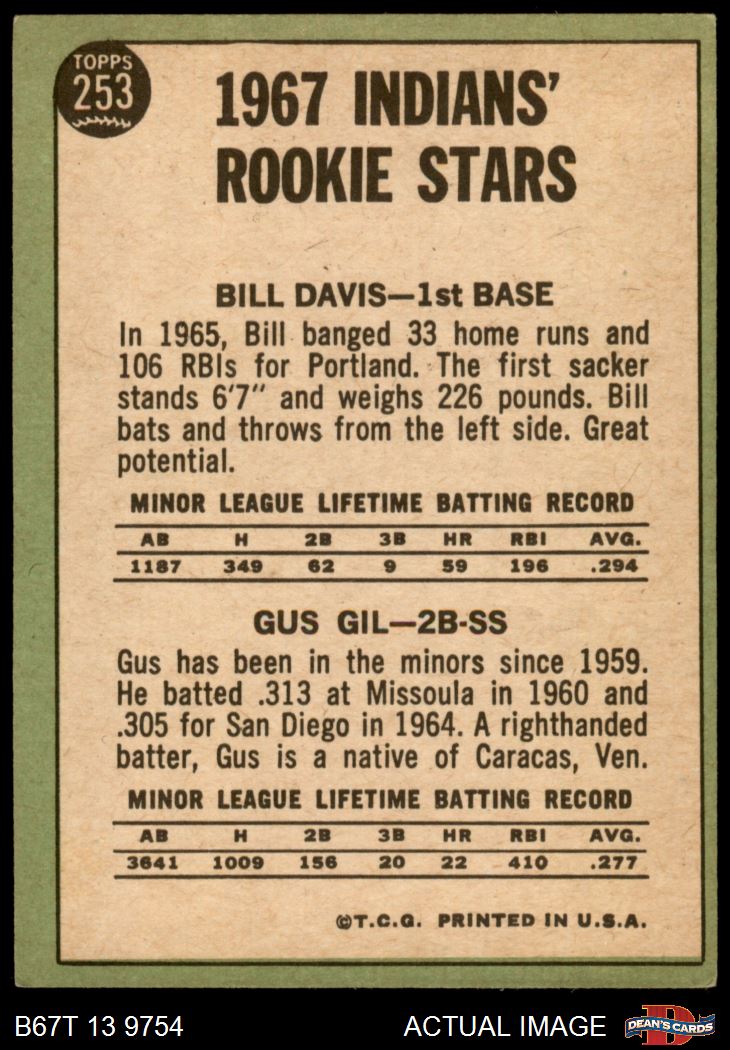 TOPPS
253
1967 INDIANS'
ROOKIE STARS
BILL DAVIS—1st BASE
In 1965, Bill banged 33 home runs and
106 RBIs for Portland. The first sacker
stands 6'7" and weighs 226 pounds. Bill
bats and throws from the left side. Great
potential.
MINOR LEAGUE LIFETIME BATTING RECORD
AB H 2B 3B HR RBI AVG.
1187 349 62 9 59 196 .294
GUS GIL—2B-SS
Gus has been in the minors since 1959.
He batted .313 at Missoula in 1960 and
.305 for San Diego in 1964. A righthanded
batter, Gus is a native of Caracas, Ven.
MINOR LEAGUE LIFETIME BATTING RECORD
AB H 2B 3B HR RBI AVG.
3641 1009 156 20 22 410 .277
©T.C.G. PRINTED IN U.S.A.
B67T 13 9754 ACTUAL IMAGE
D
DEAN'S CARDS